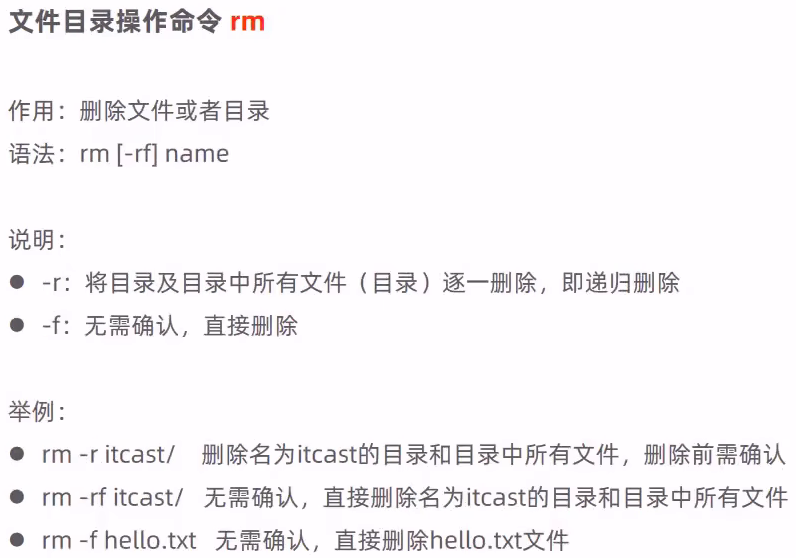 文件目录操作命令 rm
作用：删除文件或者目录
语法：rm [-rf] name
说明：
● -r：将目录及目录中所有文件（目录）逐一删除，即递归删除
● -f：无需确认，直接删除
举例：
● rm -r itcast/ 删除名为itcast的目录和目录中所有文件，删除前需确认
● rm -rf itcast/ 无需确认，直接删除名为itcast的目录和目录中所有文件
● rm -f hello.txt 无需确认，直接删除hello.txt文件